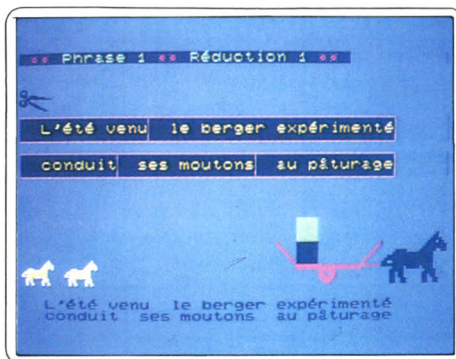 ** Phrase 1 ** Réduction 1 **
L'été venu le berger expérimenté
conduit ses moutons au pâturage
L'été venu le berger expérimenté
conduit ses moutons au pâturage